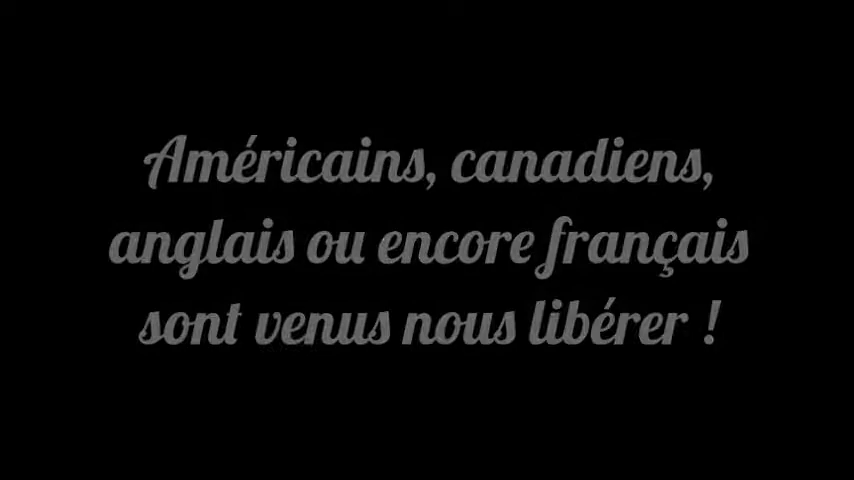 Américains, canadiens,
anglais ou encore français
sont venus nous libérer !